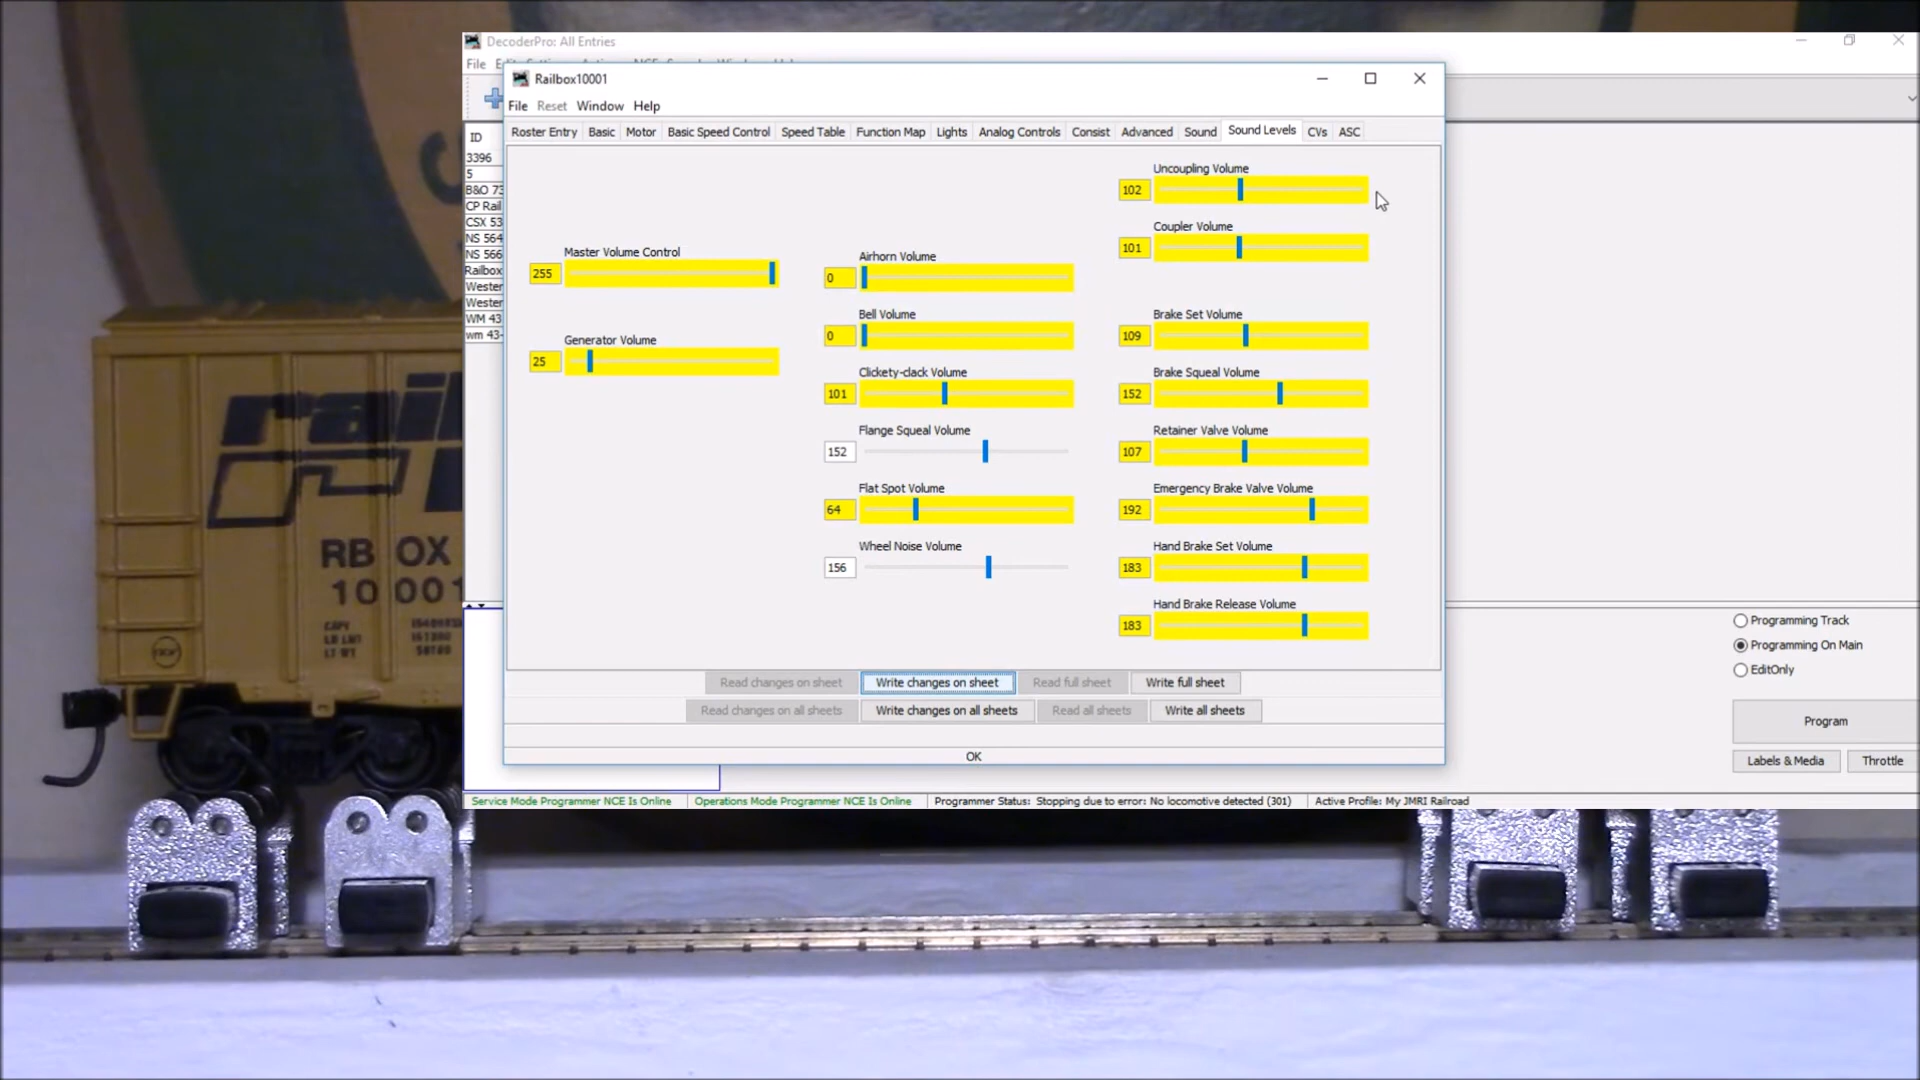 DecoderPro: All Entries
File
Railbox10001
File Reset Window Help
Roster Entry Basic Motor Basic Speed Control Speed Table Function Map Lights Analog Controls Consist Advanced Sound Sound Levels CVs ASC
ID
3396
5
B&O 73
CP Rail
CSX 53
NS 564
NS 566
Railbox
Wester
Wester
WM 43
wm 43-
Master Volume Control
255
Generator Volume
25
Airhorn Volume
0
Bell Volume
0
Clickety-clack Volume
101
Flange Squeal Volume
152
Flat Spot Volume
64
Wheel Noise Volume
156
Uncoupling Volume
102
Coupler Volume
101
Brake Set Volume
109
Brake Squeal Volume
152
Retainer Valve Volume
107
Emergency Brake Valve Volume
192
Hand Brake Set Volume
183
Hand Brake Release Volume
183
Read changes on sheet Write changes on sheet Read full sheet Write full sheet
Read changes on all sheets Write changes on all sheets Read all sheets Write all sheets
OK
Programming Track
Programming On Main
EditOnly
Program
Labels & Media Throttle
Service Mode Programmer NCE Is Online Operations Mode Programmer NCE Is Online Programmer Status: Stopping due to error: No locomotive detected (301) Active Profile: My JMRI Railroad
rail
RBOX
10001
CAPY
LD LMT
LT WT